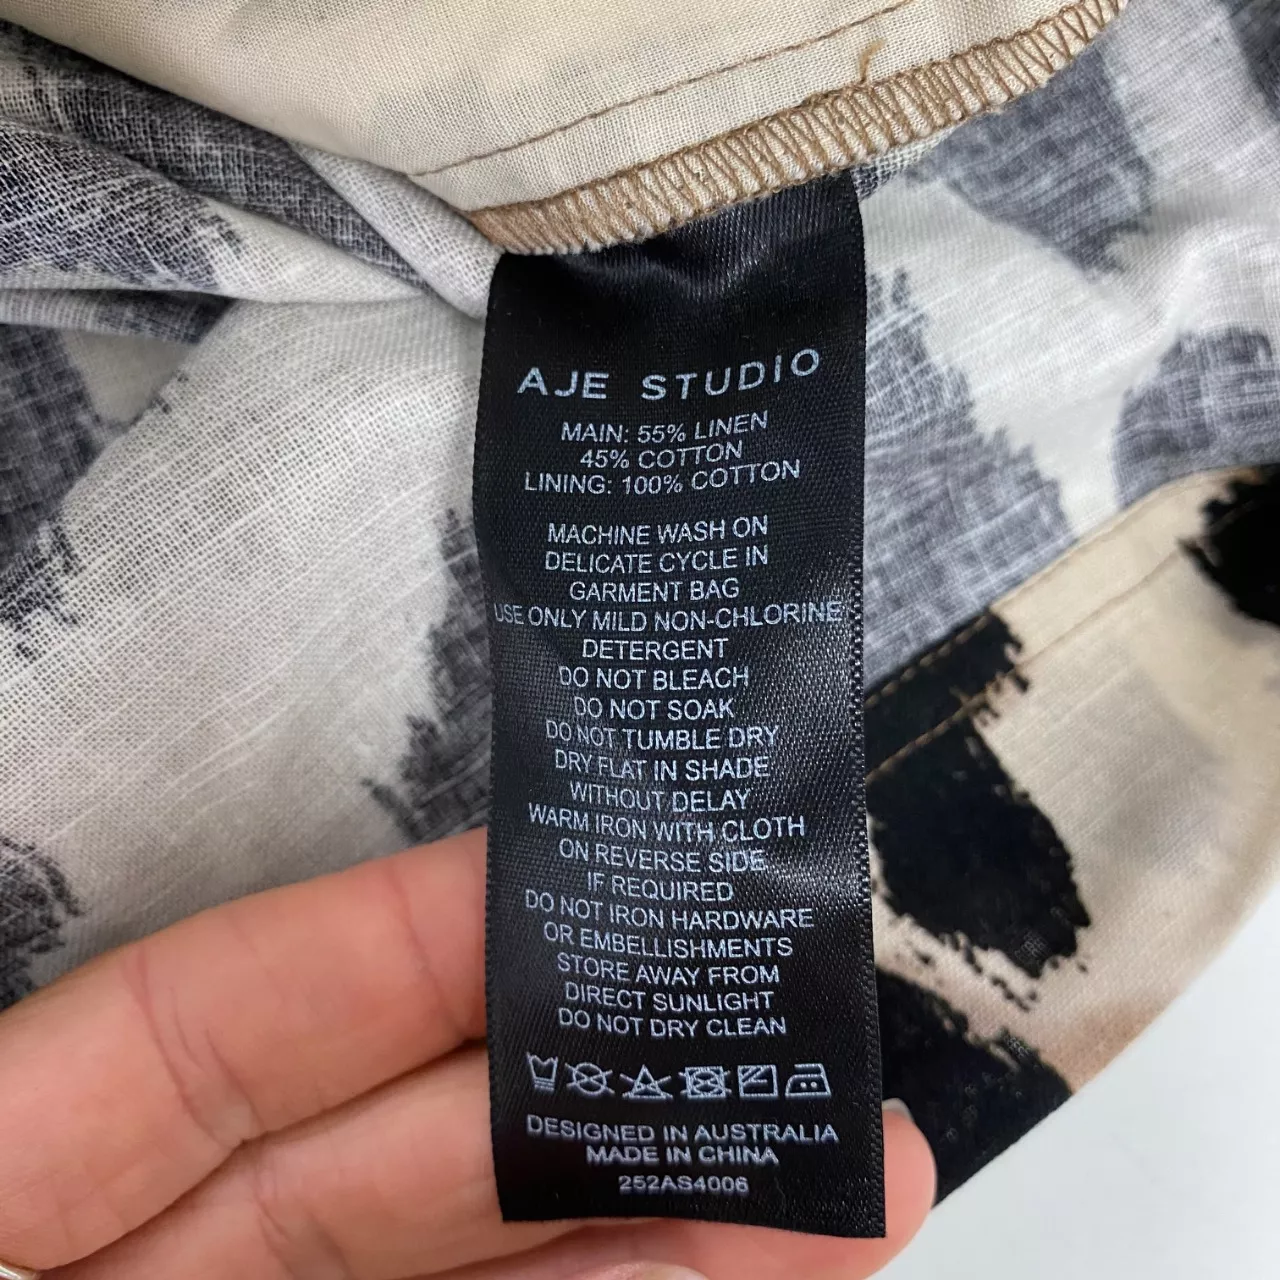 AJE STUDIO
MAIN: 55% LINEN
45% COTTON
LINING: 100% COTTON
MACHINE WASH ON
DELICATE CYCLE IN
GARMENT BAG
USE ONLY MILD NON-CHLORINE
DETERGENT
DO NOT BLEACH
DO NOT SOAK
DO NOT TUMBLE DRY
DRY FLAT IN SHADE
WITHOUT DELAY
WARM IRON WITH CLOTH
ON REVERSE SIDE
IF REQUIRED
DO NOT IRON HARDWARE
OR EMBELLISHMENTS
STORE AWAY FROM
DIRECT SUNLIGHT
DO NOT DRY CLEAN
DESIGNED IN AUSTRALIA
MADE IN CHINA
252AS4006